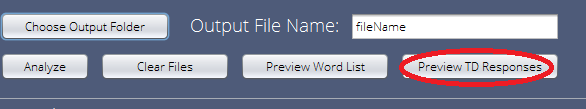 Choose Output Folder Output File Name: fileName
Analyze Clear Files Preview Word List Preview TD Responses